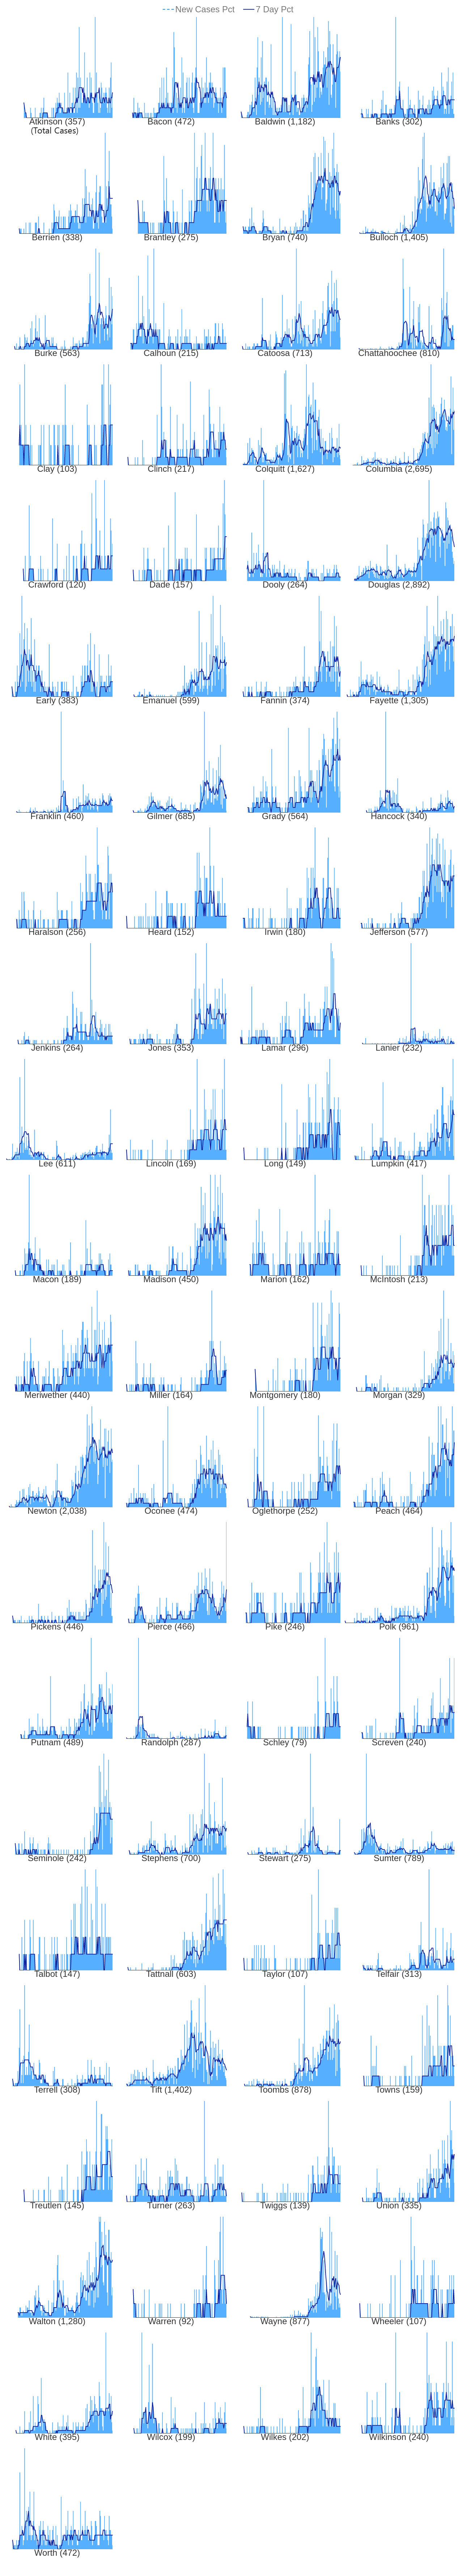 New Cases Pct 7 Day Pct
Atkinson (357) Bacon (472) Baldwin (1,182) Banks (302)
(Total Cases)
Berrien (338) Brantley (275) Bryan (740) Bulloch (1,405)
Burke (563) Calhoun (215) Catoosa (713) Chattahoochee (810)
Clay (103) Clinch (217) Colquitt (1,627) Columbia (2,695)
Crawford (120) Dade (157) Dooly (264) Douglas (2,892)
Early (383) Emanuel (599) Fannin (374) Fayette (1,305)
Franklin (460) Gilmer (685) Grady (564) Hancock (340)
Haralson (256) Heard (152) Irwin (180) Jefferson (577)
Jenkins (264) Jones (353) Lamar (296) Lanier (232)
Lee (611) Lincoln (169) Long (149) Lumpkin (417)
Macon (189) Madison (450) Marion (162) McIntosh (213)
Meriwether (440) Miller (164) Montgomery (180) Morgan (329)
Newton (2,038) Oconee (474) Oglethorpe (252) Peach (464)
Pickens (446) Pierce (466) Pike (246) Polk (961)
Putnam (489) Randolph (287) Schley (79) Screven (240)
Seminole (242) Stephens (700) Stewart (275) Sumter (789)
Talbot (147) Tattnall (603) Taylor (107) Telfair (313)
Terrell (308) Tift (1,402) Toombs (878) Towns (159)
Treutlen (145) Turner (263) Twiggs (139) Union (335)
Walton (1,280) Warren (92) Wayne (877) Wheeler (107)
White (395) Wilcox (199) Wilkes (202) Wilkinson (240)
Worth (472)